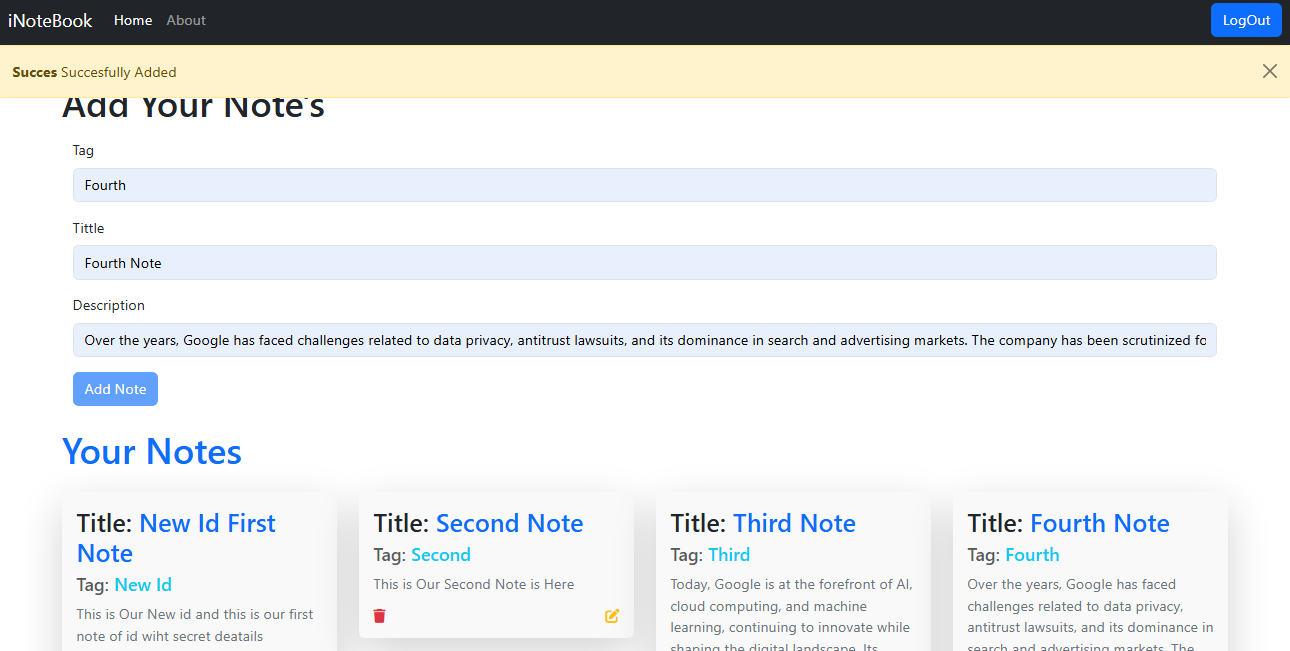 iNoteBook Home About LogOut
Succes Succesfully Added
Add Your Note's
Tag
Fourth
Tittle
Fourth Note
Description
Over the years, Google has faced challenges related to data privacy, antitrust lawsuits, and its dominance in search and advertising markets. The company has been scrutinized fo
Add Note
Your Notes
Title: New Id First
Note
Tag: New Id
This is Our New id and this is our first
note of id wiht secret deatails
Title: Second Note
Tag: Second
This is Our Second Note is Here
Title: Third Note
Tag: Third
Today, Google is at the forefront of AI,
cloud computing, and machine
learning, continuing to innovate while
shaping the digital landscape. Its
Title: Fourth Note
Tag: Fourth
Over the years, Google has faced
challenges related to data privacy,
antitrust lawsuits, and its dominance in
search and advertising markets. The